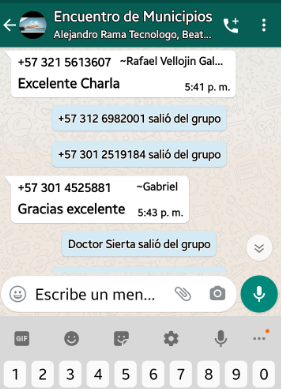 Encuentro de Municipios
Alejandro Rama Tecnologo, Beat...
+57 321 5613607 ~Rafael Vellojin Gal...
Excelente Charla 5:41 p. m.
+57 312 6982001 salió del grupo
+57 301 2519184 salió del grupo
+57 301 4525881 ~Gabriel
Gracias excelente 5:43 p. m.
Doctor Sierta salió del grupo
Escribe un men...
GIF
1 2 3 4 5 6 7 8 9 0